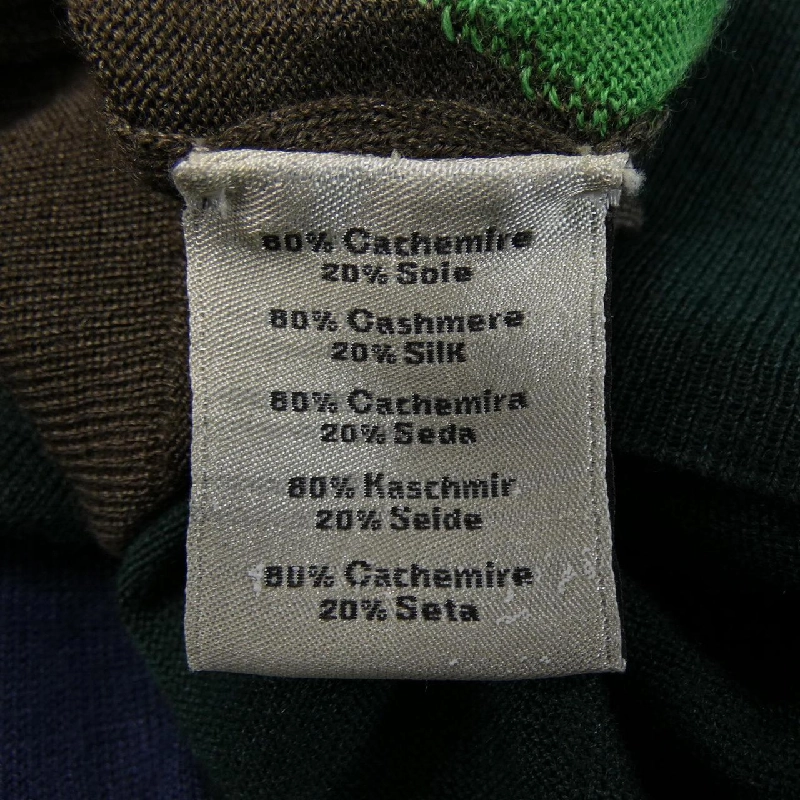 80% Cachemire
20% Soie
80% Cashmere
20% Silk
80% Cachemira
20% Seda
80% Kaschmir
20% Seide
80% Cachemire
20% Seta